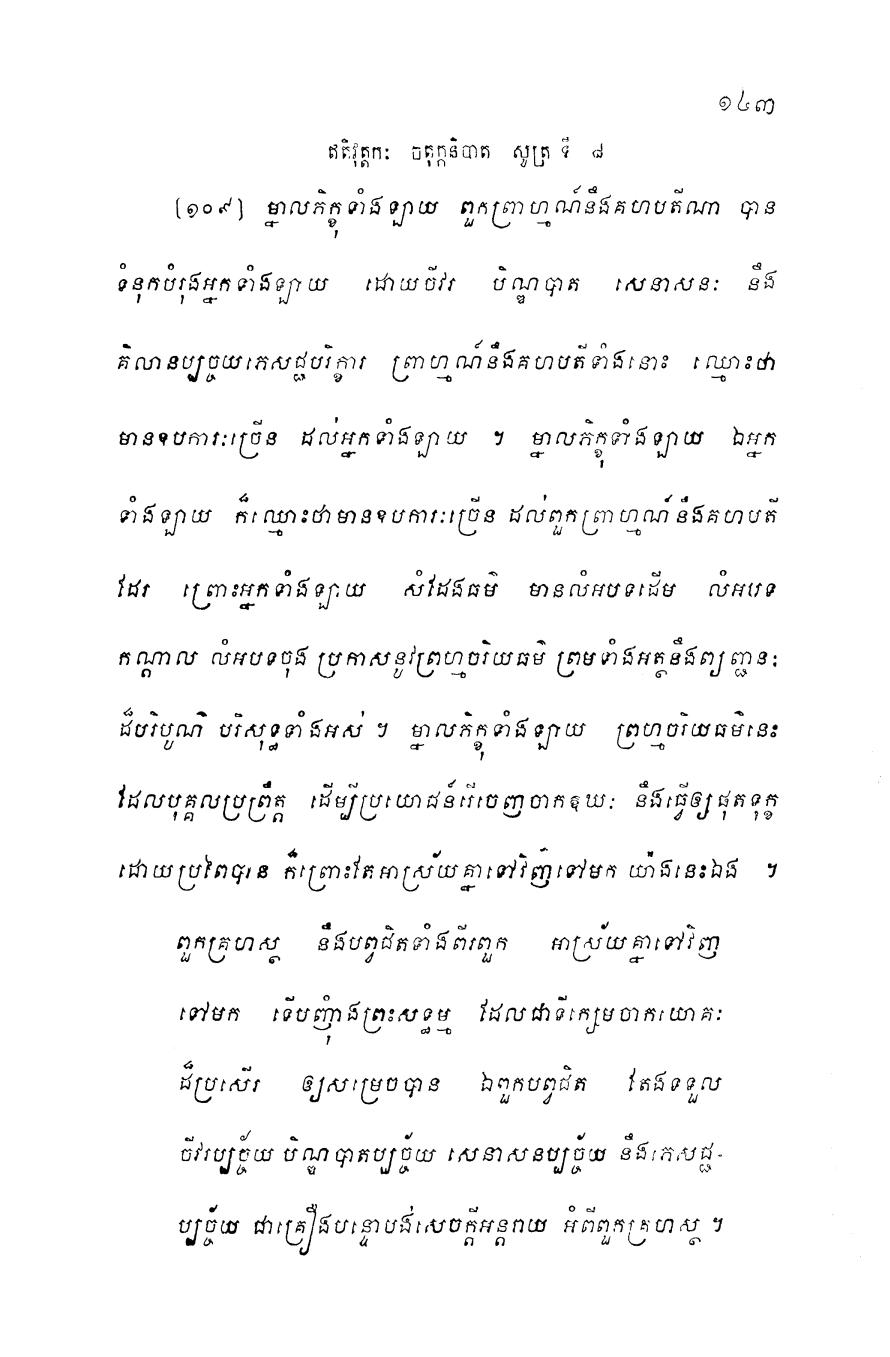 ១៤៣
ឥតិវុត្តកៈ ចតុក្កនិបាត សូត្រ ទី ៨
[១០៩] ម្នាលភិក្ខុទាំងឡាយ ពួកព្រាហ្មណ៍នឹងគហបតីណា បាន
ទំនុកបំរុងអ្នកទាំងឡាយ ដោយចីវរ បិណ្ឌបាត សេនាសនៈ នឹង
គិលានប្បច្ចយភេសជ្ជបរិក្ខារ ព្រាហ្មណ៍នឹងគហបតីទាំងនោះ ឈ្មោះថា
មានឧបការៈច្រើន ដល់អ្នកទាំងឡាយ ។ ម្នាលភិក្ខុទាំងឡាយ ឯអ្នក
ទាំងឡាយ ក៏ឈ្មោះថាមានឧបការៈច្រើន ដល់ពួកព្រាហ្មណ៍នឹងគហបតី
ដែរ ព្រោះអ្នកទាំងឡាយ សំដែងធម៌ មានលំអបទដើម លំអបទ
កណ្តាល លំអបទចុង ប្រកាសនូវព្រហ្មចរិយធម៌ ព្រមទាំងអត្ថនឹងព្យញ្ជនៈ
ដ៏បរិបូណ៌ បរិសុទ្ធទាំងអស់ ។ ម្នាលភិក្ខុទាំងឡាយ ព្រហ្មចរិយធម៌នេះ
ដែលបុគ្គលប្រព្រឹត្ត ដើម្បីប្រយោជន៍រើចេញចាកឱឃៈ នឹងធ្វើឲ្យផុតទុក្ខ
ដោយប្រពៃបាន ក៏ព្រោះតែអាស្រ័យគ្នាទៅវិញទៅមក យ៉ាងនេះឯង ។
ពួកគ្រហស្ថ នឹងបព្វជិតទាំងពីរពួក អាស្រ័យគ្នាទៅវិញ
ទៅមក ទើបញុំាងព្រះសទ្ធម្ម ដែលជាទីក្សេមចាកយោគៈ
ដ៏ប្រសើរ ឲ្យសម្រេចបាន ឯពួកបព្វជិត តែងទទួល
ចីវរប្បច្ច័យ បិណ្ឌបាតប្បច្ច័យ សេនាសនប្បច្ច័យ នឹងភេសជ្ជ-
ប្បច្ច័យ ជាគ្រឿងបន្ទោបង់សេចក្តីអន្តរាយ អំពីពួកគ្រហស្ថ ។